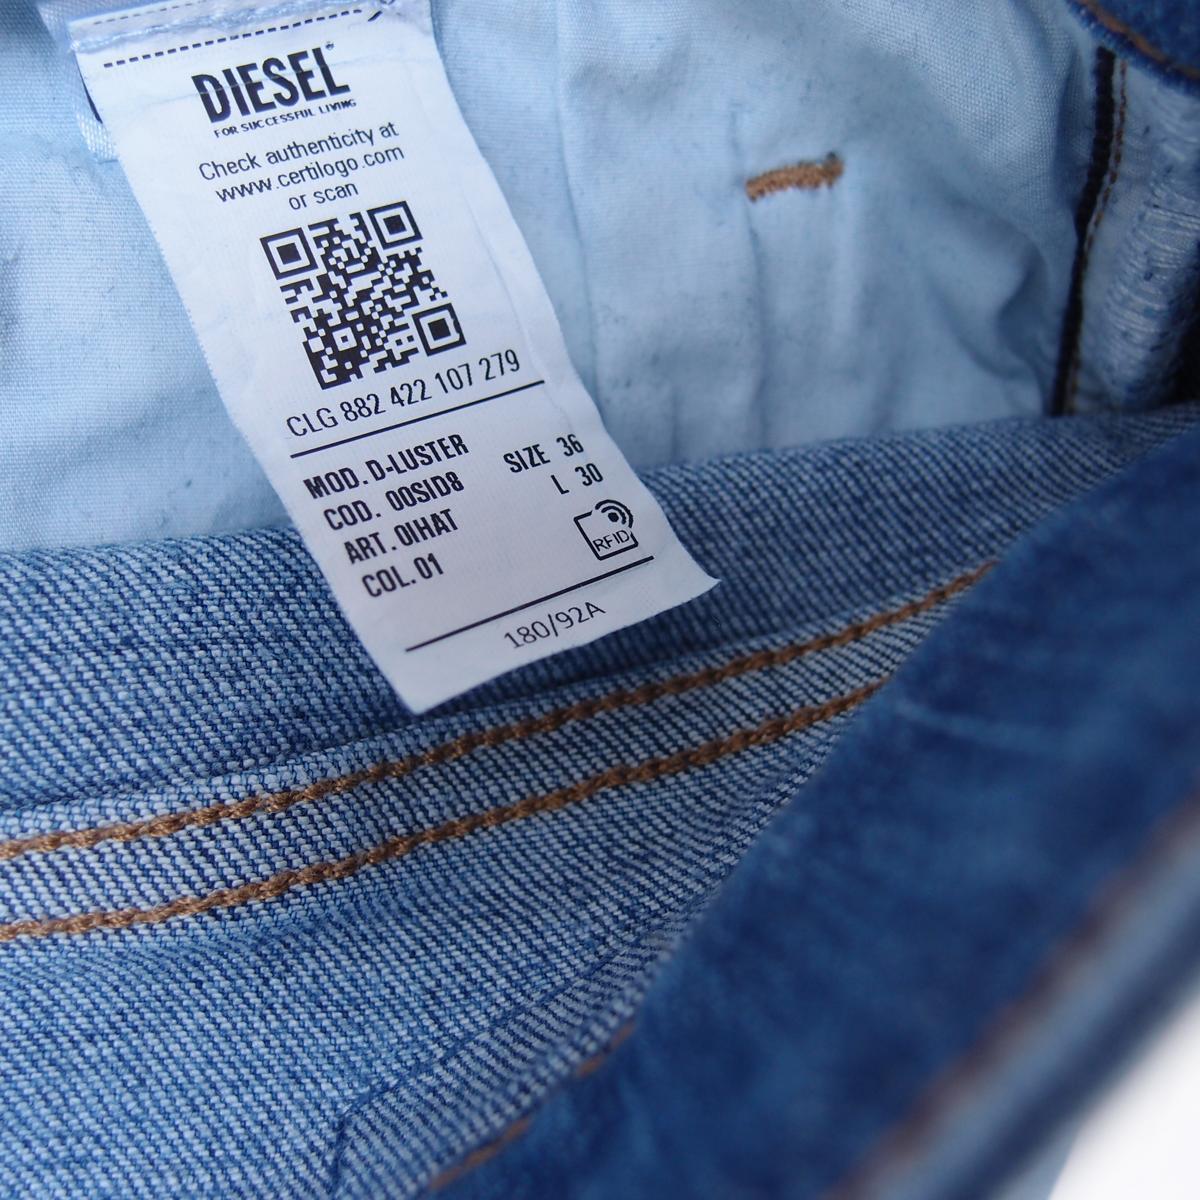 DIESEL
FOR SUCCESSFUL LIVING
Check authenticity at
www.certilogo.com
or scan
CLG 882 422 107 279
MOD. D-LUSTER SIZE 36
COD. 00SID8 L 30
ART. 0IHAT
COL. 01
RFID
180/92A